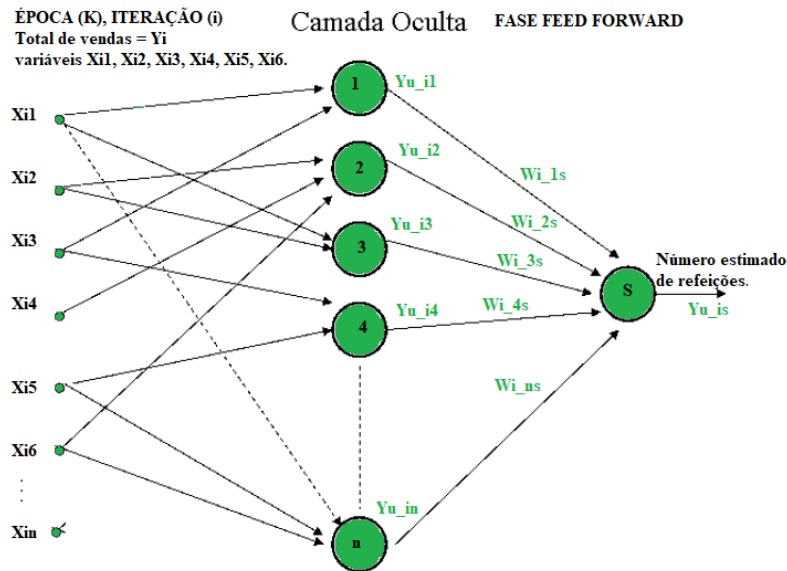 ÉPOCA (K), ITERAÇÃO (i)
Total de vendas = Yi
variáveis Xi1, Xi2, Xi3, Xi4, Xi5, Xi6.
Camada Oculta
FASE FEED FORWARD
Xi1
Xi2
Xi3
Xi4
Xi5
Xi6
Xin
1
2
3
4
n
Yu_i1
Yu_i2
Yu_i3
Yu_i4
Yu_in
Wi_1s
Wi_2s
Wi_3s
Wi_4s
Wi_ns
S
Número estimado
de refeições.
Yu_is